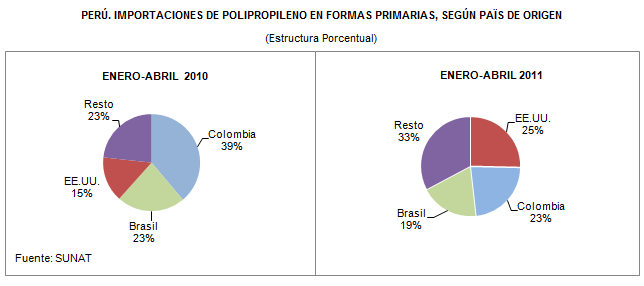 PERÚ. IMPORTACIONES DE POLIPROPILENO EN FORMAS PRIMARIAS, SEGÚN PAÏS DE ORIGEN
(Estructura Porcentual)
ENERO-ABRIL 2010
Resto
23%
Colombia
39%
EE.UU.
15%
Brasil
23%
Fuente: SUNAT
ENERO-ABRIL 2011
EE.UU.
25%
Resto
33%
Colombia
23%
Brasil
19%